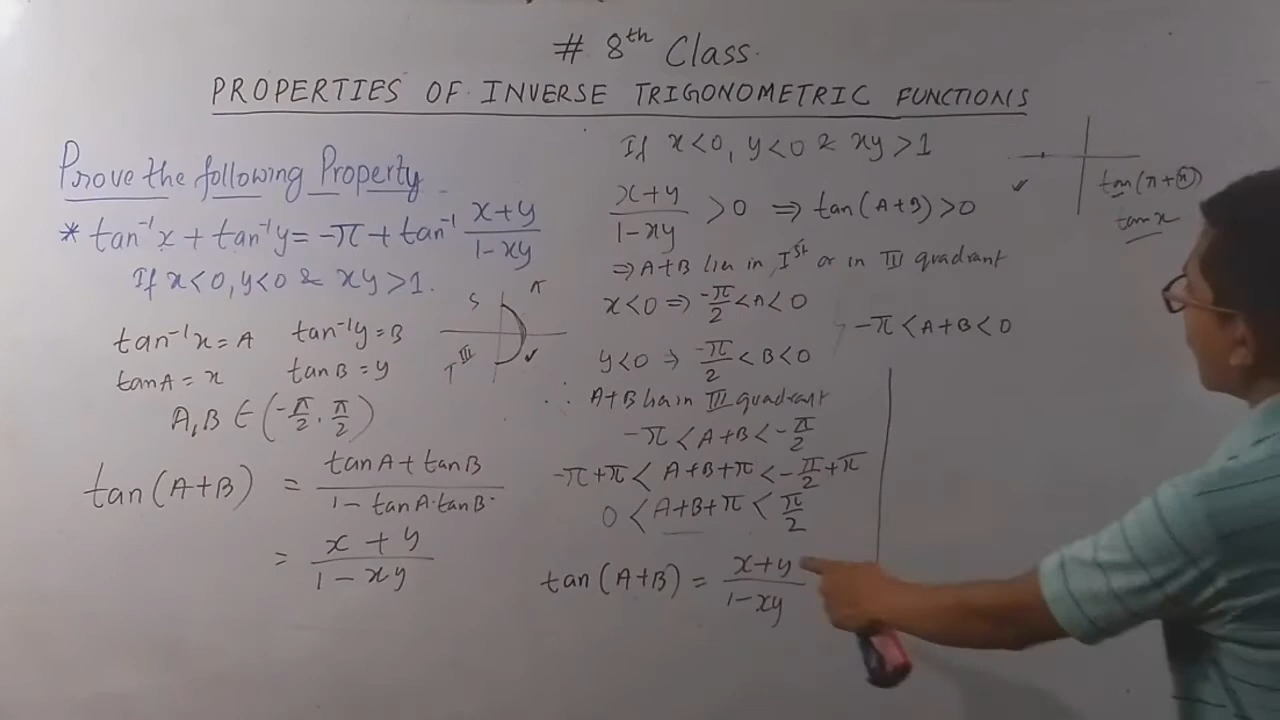 # 8th Class.
PROPERTIES OF INVERSE TRIGONOMETRIC FUNCTIONS
Prove the following Property
* tan⁻¹x + tan⁻¹y = -π + tan⁻¹ (x+y)/(1-xy)
If x<0, y<0 & xy>1.
tan⁻¹x = A tan⁻¹y = B
tanA = x tanB = y
A,B ∈ (-π/2, π/2)
tan(A+B) = (tanA + tanB)/(1 - tanA·tanB)
= (x + y)/(1 - xy)
S
T III
If x<0, y<0 & xy>1
(x+y)/(1-xy) > 0 ⇒ tan(A+B) > 0
⇒ A+B lies in Ist or in III quadrant
x<0 ⇒ -π/2 < A < 0
y<0 ⇒ -π/2 < B < 0
-π < A+B < 0
∴ A+B lies in III quadrant
-π < A+B < -π/2
-π+π < A+B+π < -π/2+π
0 < A+B+π < π/2
tan(A+B) = (x+y)/(1-xy)
tan(π+x)
tan x